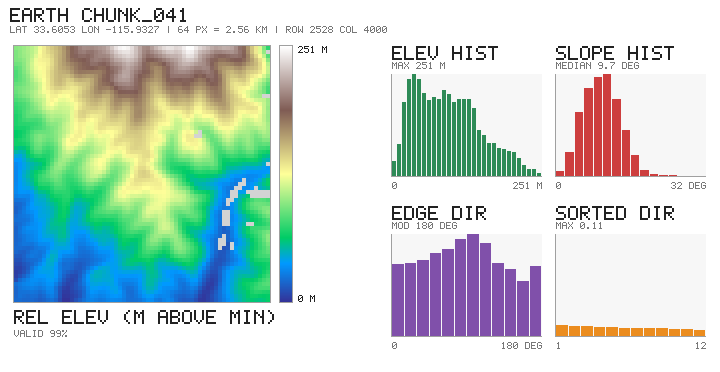 EARTH CHUNK_041
LAT 33.6053 LON -115.9327 | 64 PX = 2.56 KM | ROW 2528 COL 4000
251 M
0 M
REL ELEV (M ABOVE MIN)
VALID 99%
ELEV HIST
MAX 251 M
0 251 M
SLOPE HIST
MEDIAN 9.7 DEG
0 32 DEG
EDGE DIR
MOD 180 DEG
0 180 DEG
SORTED DIR
MAX 0.11
1 12